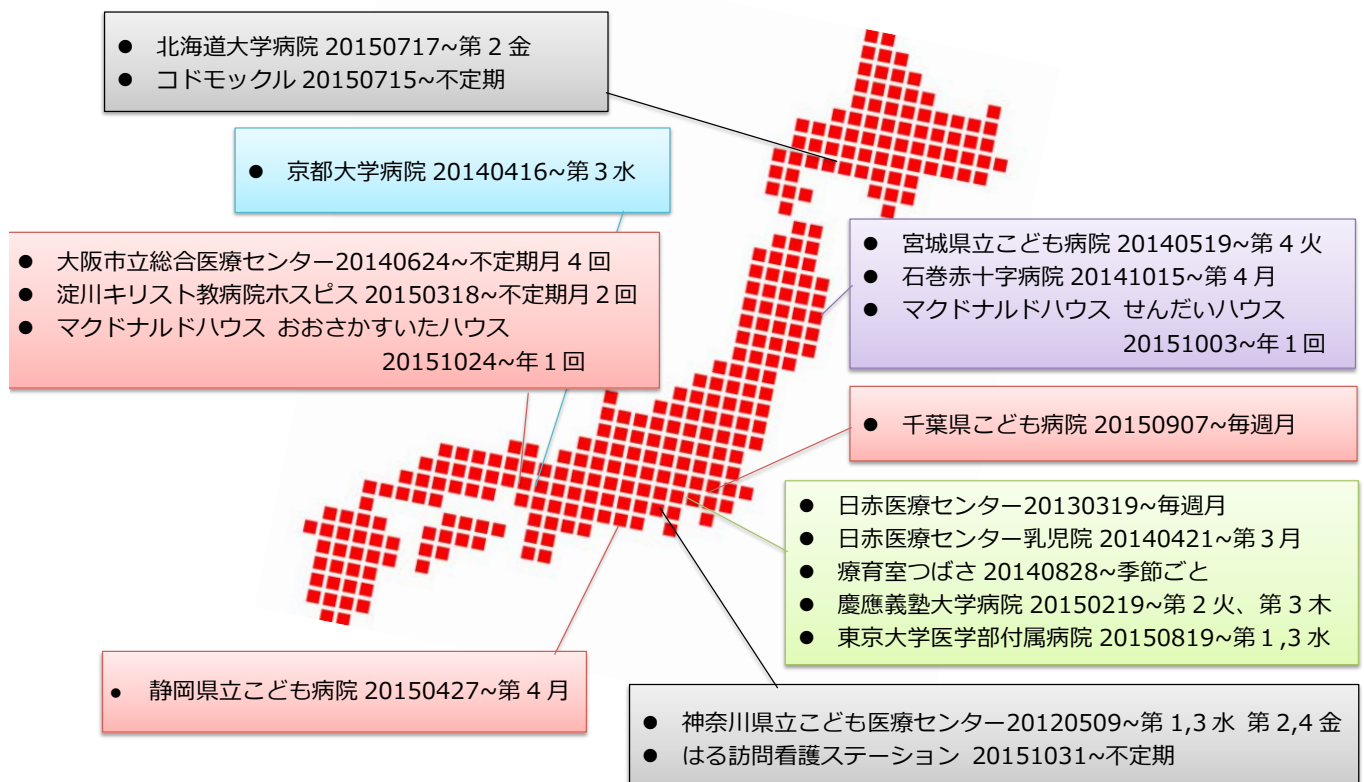 ● 北海道大学病院 20150717~第２金
● コドモックル 20150715~不定期
● 京都大学病院 20140416~第３水
● 大阪市立総合医療センター20140624~不定期月４回
● 淀川キリスト教病院ホスピス 20150318~不定期月２回
● マクドナルドハウス おおさかすいたハウス
20151024~年１回
● 宮城県立こども病院 20140519~第４火
● 石巻赤十字病院 20141015~第４月
● マクドナルドハウス せんだいハウス
20151003~年１回
● 千葉県こども病院 20150907~毎週月
● 日赤医療センター20130319~毎週月
● 日赤医療センター乳児院 20140421~第３月
● 療育室つばさ 20140828~季節ごと
● 慶應義塾大学病院 20150219~第２火、第３木
● 東京大学医学部付属病院 20150819~第１,３水
● 静岡県立こども病院 20150427~第４月
● 神奈川県立こども医療センター20120509~第１,３水 第２,４金
● はる訪問看護ステーション 20151031~不定期